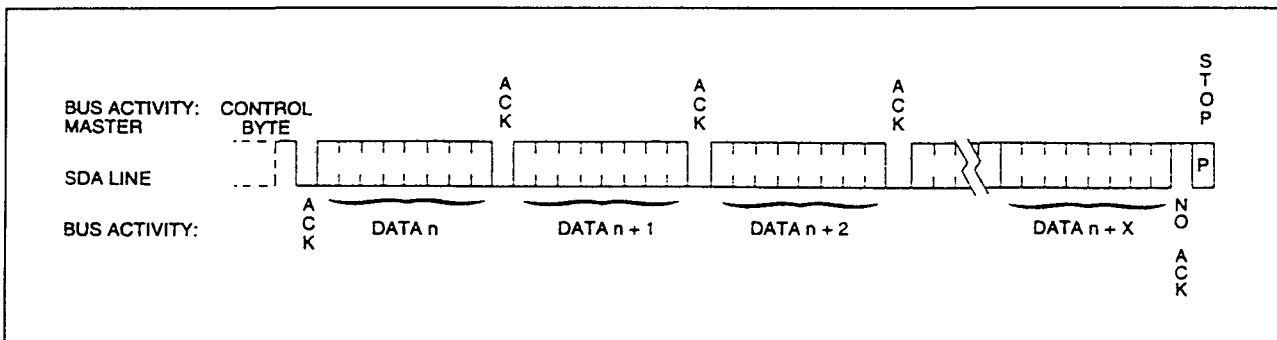 STOP
ACK
ACK
ACK
BUS ACTIVITY:
MASTER
CONTROL
BYTE
SDA LINE
P
BUS ACTIVITY:
ACK
DATA n
DATA n + 1
DATA n + 2
DATA n + X
NO ACK